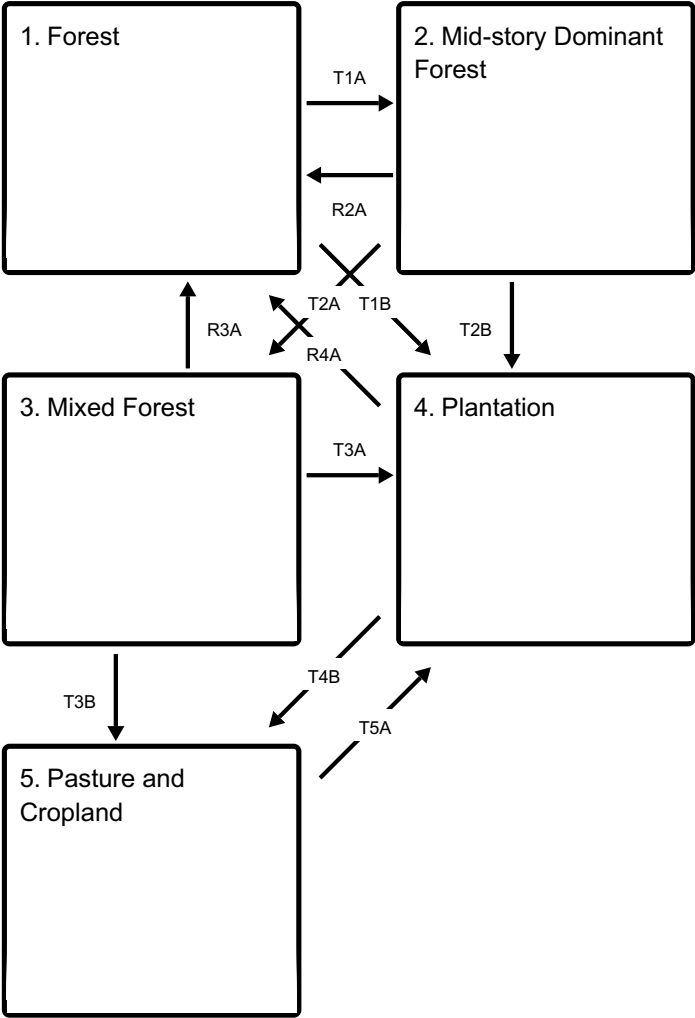 1. Forest
2. Mid-story Dominant
Forest
T1A
R2A
T2A
T1B
R3A
R4A
T2B
3. Mixed Forest
4. Plantation
T3A
T3B
T4B
T5A
5. Pasture and
Cropland